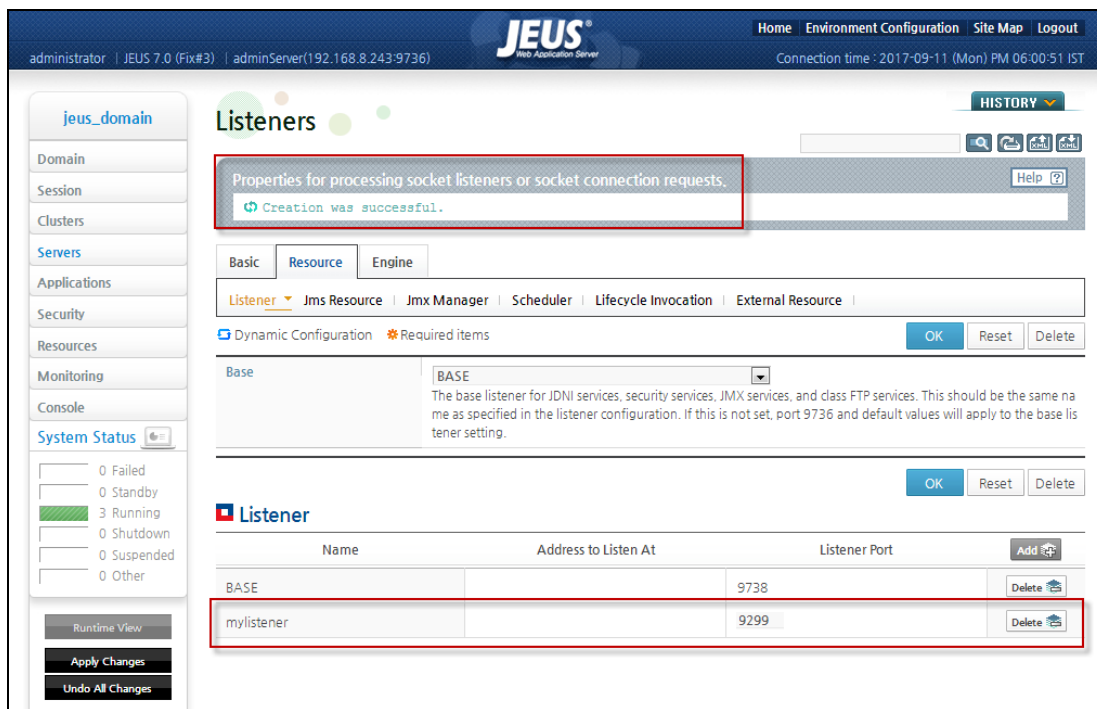 JEUS®
Web Application Server
Home Environment Configuration Site Map Logout
administrator | JEUS 7.0 (Fix#3) | adminServer(192.168.8.243:9736)
Connection time : 2017-09-11 (Mon) PM 06:00:51 IST
HISTORY
jeus_domain
Domain
Session
Clusters
Servers
Applications
Security
Resources
Monitoring
Console
System Status
0 Failed
0 Standby
3 Running
0 Shutdown
0 Suspended
0 Other
Runtime View
Apply Changes
Undo All Changes
Listeners
XML XML
Properties for processing socket listeners or socket connection requests.
Help ?
Creation was successful.
Basic Resource Engine
Listener Jms Resource | Jmx Manager | Scheduler | Lifecycle Invocation | External Resource |
Dynamic Configuration Required items
OK Reset Delete
Base
BASE
The base listener for JDNI services, security services, JMX services, and class FTP services. This should be the same na
me as specified in the listener configuration. If this is not set, port 9736 and default values will apply to the base lis
tener setting.
OK Reset Delete
Listener
Name Address to Listen At Listener Port Add
BASE 9738 Delete
mylistener 9299 Delete